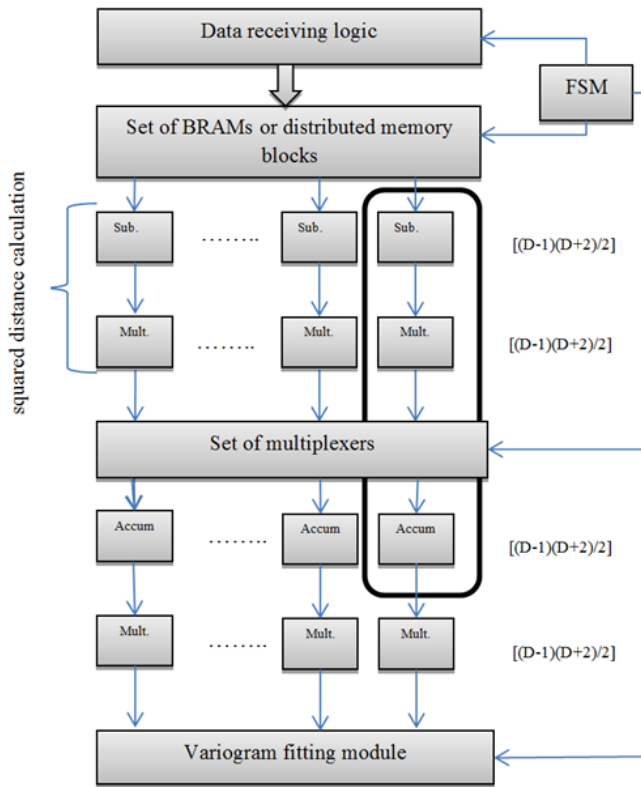 Data receiving logic
FSM
Set of BRAMs or distributed memory
blocks
squared distance calculation
Sub.
........
Sub.
Sub.
[(D-1)(D+2)/2]
Mult.
........
Mult.
Mult.
[(D-1)(D+2)/2]
Set of multiplexers
Accum
........
Accum
Accum
[(D-1)(D+2)/2]
Mult.
........
Mult.
Mult.
[(D-1)(D+2)/2]
Variogram fitting module